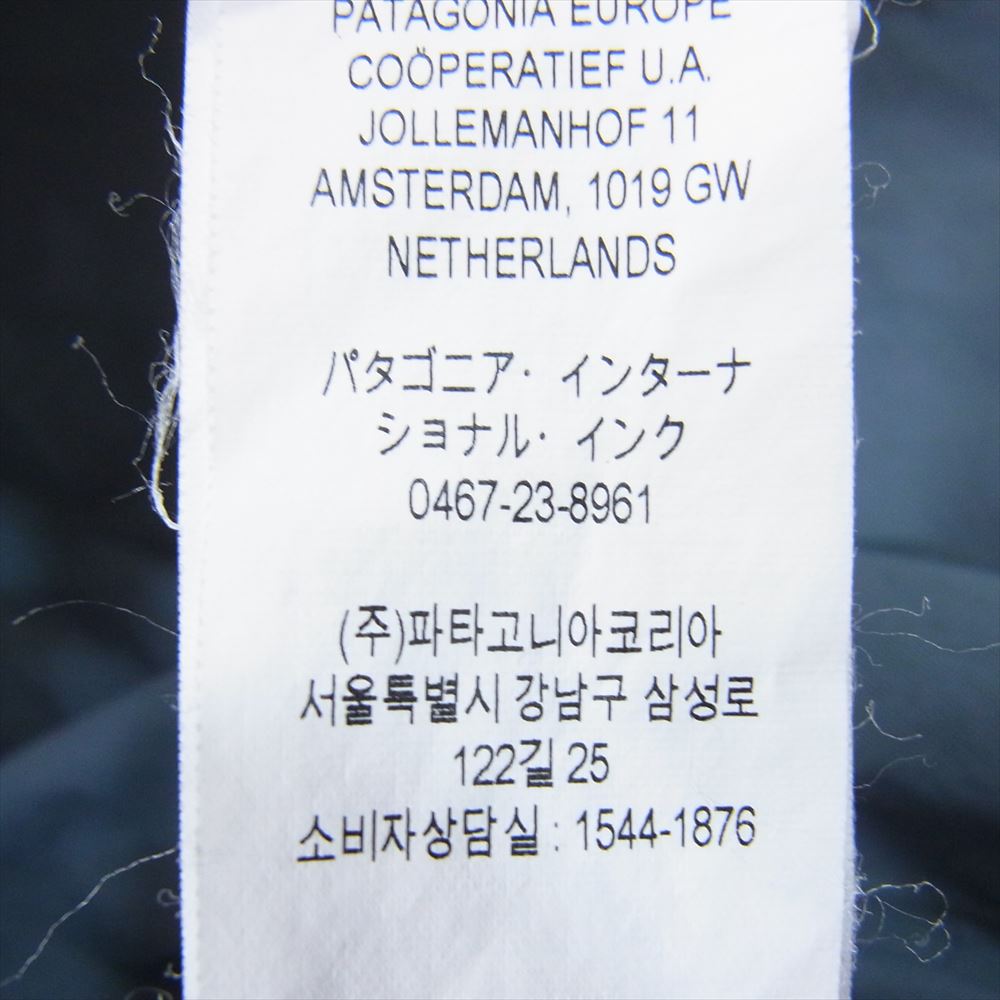 PATAGONIA EUROPE
COÖPERATIEF U.A.
JOLLEMANHOF 11
AMSTERDAM, 1019 GW
NETHERLANDS
パタゴニア・ インターナ
ショナル・ インク
0467-23-8961
(주)파타고니아코리아
서울특별시 강남구 삼성로
122길 25
소비자상담실 : 1544-1876